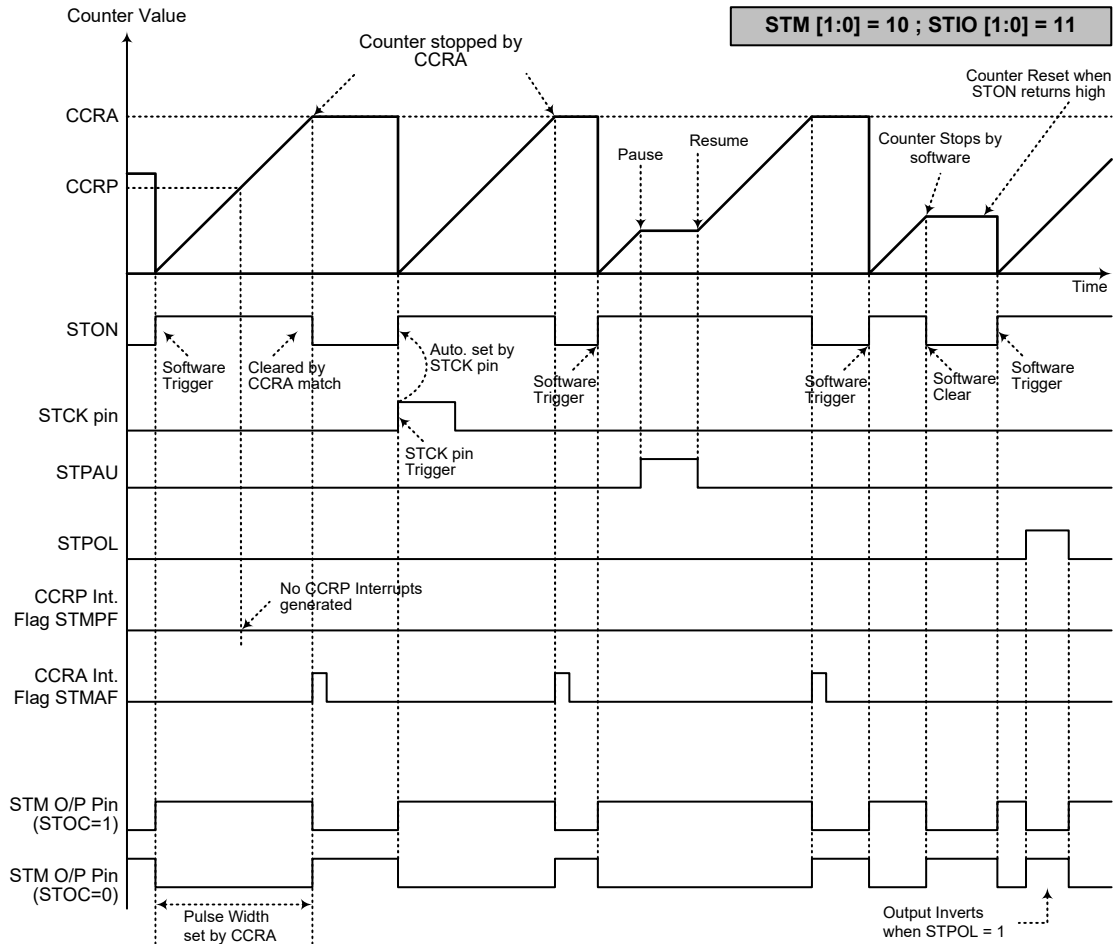 Counter Value
STM [1:0] = 10 ; STIO [1:0] = 11
Counter stopped by
CCRA
Counter Reset when
STON returns high
CCRA
Pause
Resume
Counter Stops by
software
CCRP
Time
STON
Software
Trigger
Cleared by
CCRA match
Auto. set by
STCK pin
Software
Trigger
Software
Trigger
Software
Clear
Software
Trigger
STCK pin
STCK pin
Trigger
STPAU
STPOL
CCRP Int.
Flag STMPF
No CCRP Interrupts
generated
CCRA Int.
Flag STMAF
STM O/P Pin
(STOC=1)
STM O/P Pin
(STOC=0)
Pulse Width
set by CCRA
Output Inverts
when STPOL = 1